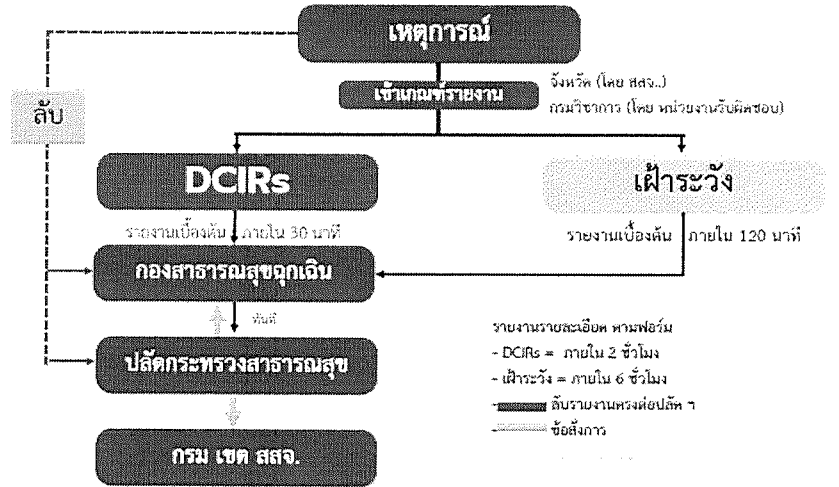 เหตุการณ์
เข้าเกณฑ์รายงาน
จังหวัด (โดย สสจ..)
กรมวิชาการ (โดย หน่วยงานรับผิดชอบ)
ลับ
DCIRs
เฝ้าระวัง
รายงานเบื้องต้น ภายใน 30 นาที
รายงานเบื้องต้น ภายใน 120 นาที
กองสาธารณสุขฉุกเฉิน
ทันที
ปลัดกระทรวงสาธารณสุข
กรม เขต สสจ.
รายงานรายละเอียด ตามฟอร์ม
- DCIRs = ภายใน 2 ชั่วโมง
- เฝ้าระวัง = ภายใน 6 ชั่วโมง
- ลับรายงานตรงต่อปลัด ฯ
- ข้อสั่งการ